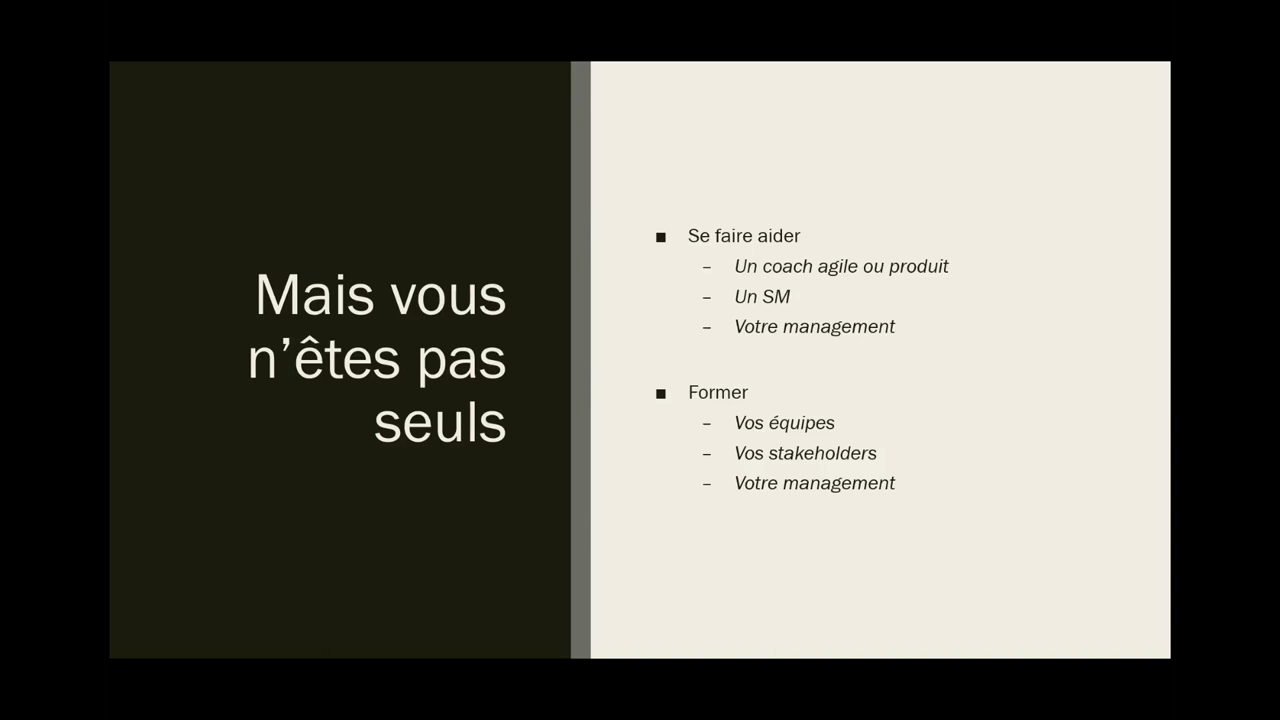 Mais vous
n’êtes pas
seuls
■ Se faire aider
– Un coach agile ou produit
– Un SM
– Votre management
■ Former
– Vos équipes
– Vos stakeholders
– Votre management